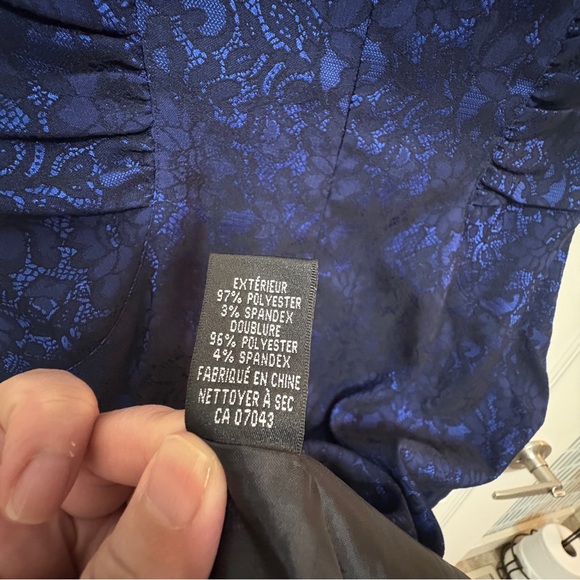 EXTÉRIEUR
97% POLYESTER
3% SPANDEX
DOUBLURE
96% POLYESTER
4% SPANDEX
FABRIQUÉ EN CHINE
NETTOYER À SEC
CA 07043